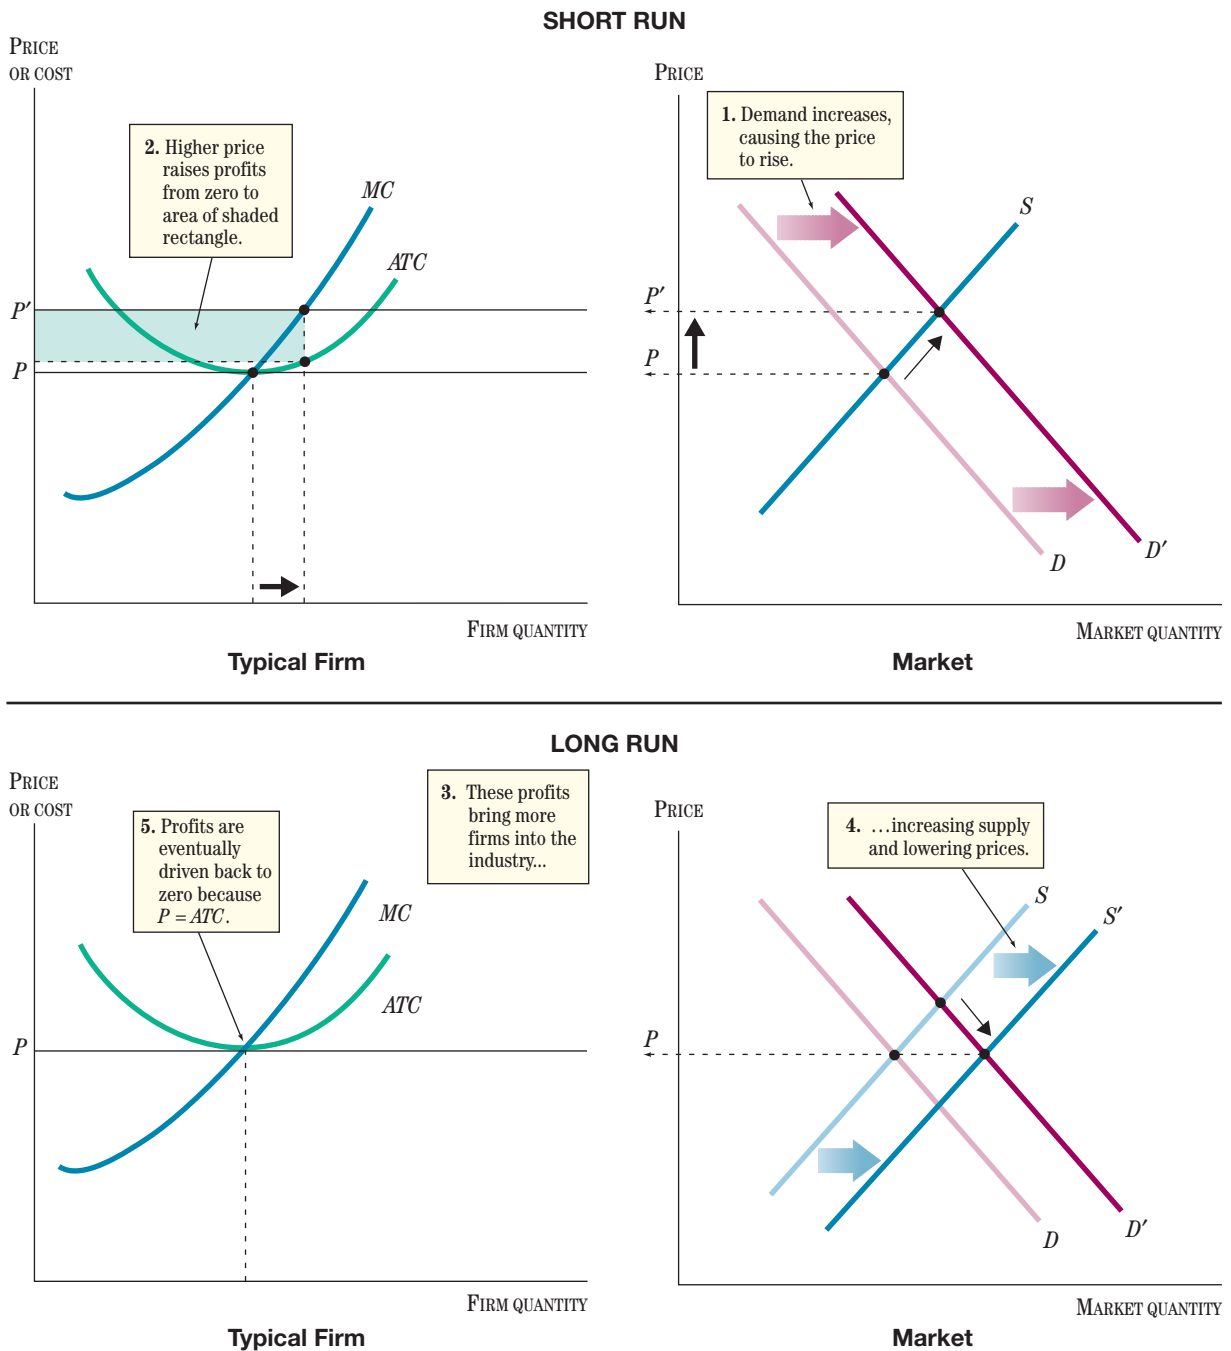 SHORT RUN
PRICE
OR COST
2. Higher price
raises profits
from zero to
area of shaded
rectangle.
MC
ATC
P′
P
FIRM QUANTITY
Typical Firm
PRICE
1. Demand increases,
causing the price
to rise.
S
P′
P
D
D′
MARKET QUANTITY
Market
LONG RUN
PRICE
OR COST
5. Profits are
eventually
driven back to
zero because
P = ATC.
3. These profits
bring more
firms into the
industry...
MC
ATC
P
FIRM QUANTITY
Typical Firm
PRICE
4. …increasing supply
and lowering prices.
S
S′
P
D
D′
MARKET QUANTITY
Market